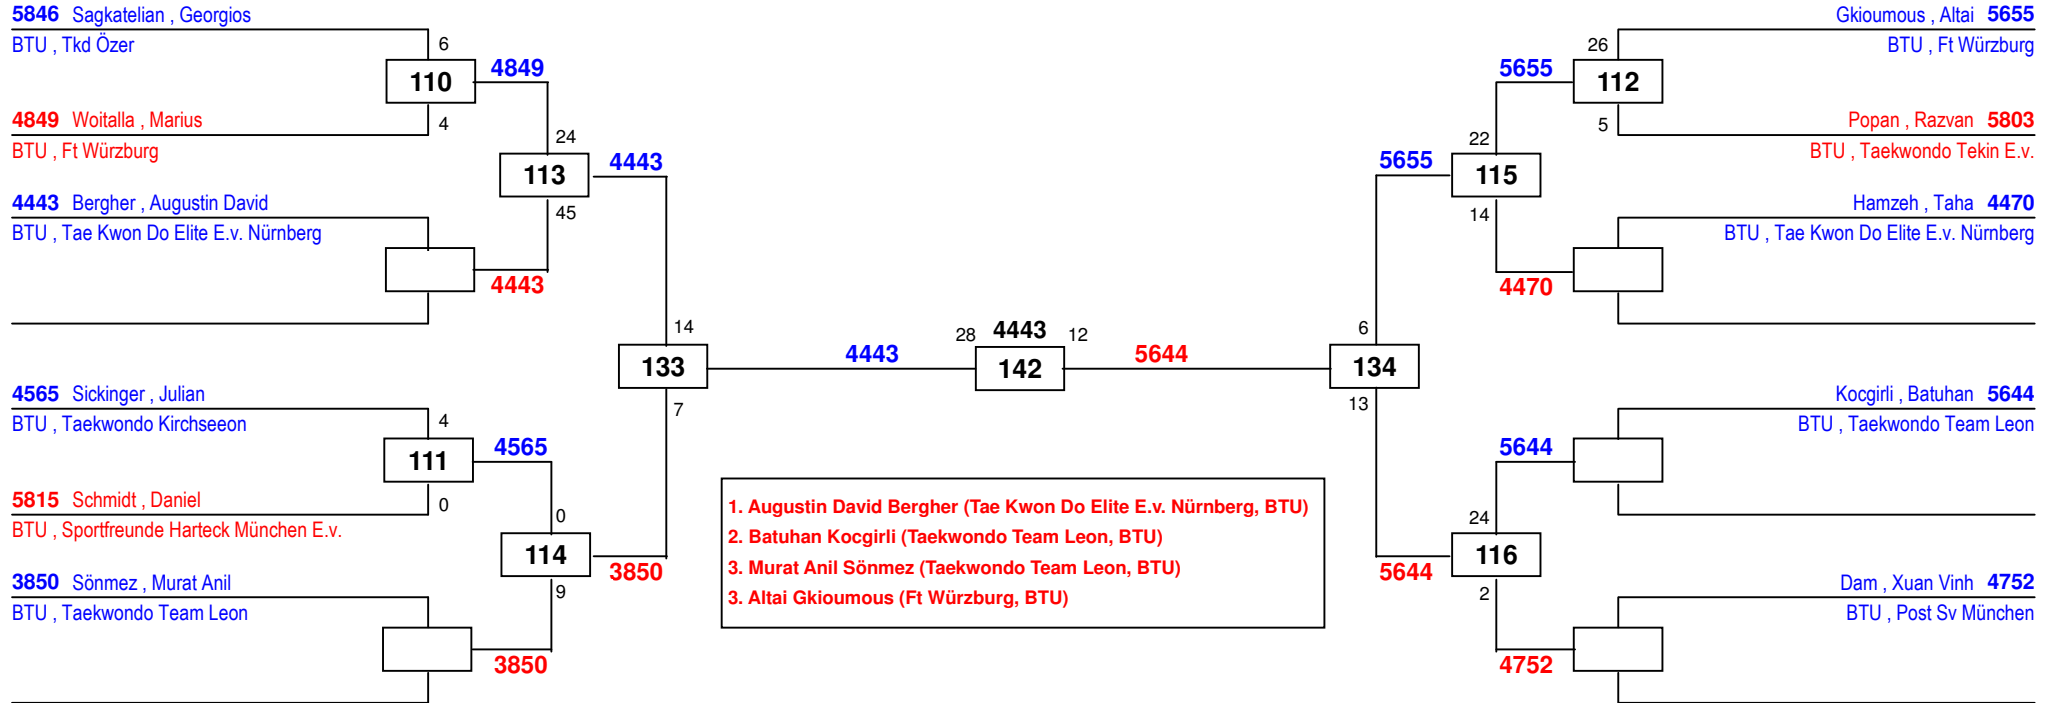 5846 Sagkatelian , Georgios
BTU , Tkd Özer
6
110
4849
4
4849 Woitalla , Marius
BTU , Ft Würzburg
24
113
4443
45
4443 Bergher , Augustin David
BTU , Tae Kwon Do Elite E.v. Nürnberg
4443
14
133
7
4443
4565 Sickinger , Julian
BTU , Taekwondo Kirchseeon
4
111
4565
0
5815 Schmidt , Daniel
BTU , Sportfreunde Harteck München E.v.
0
114
3850
9
3850 Sönmez , Murat Anil
BTU , Taekwondo Team Leon
3850
28 4443 12
142
5644
1. Augustin David Bergher (Tae Kwon Do Elite E.v. Nürnberg, BTU)
2. Batuhan Kocgirli (Taekwondo Team Leon, BTU)
3. Murat Anil Sönmez (Taekwondo Team Leon, BTU)
3. Altai Gkioumous (Ft Würzburg, BTU)
Gkioumous , Altai 5655
BTU , Ft Würzburg
26
5655
112
5
Popan , Razvan 5803
BTU , Taekwondo Tekin E.v.
22
5655
115
14
Hamzeh , Taha 4470
BTU , Tae Kwon Do Elite E.v. Nürnberg
4470
6
134
13
Kocgirli , Batuhan 5644
BTU , Taekwondo Team Leon
5644
24
116
5644
2
Dam , Xuan Vinh 4752
BTU , Post Sv München
4752